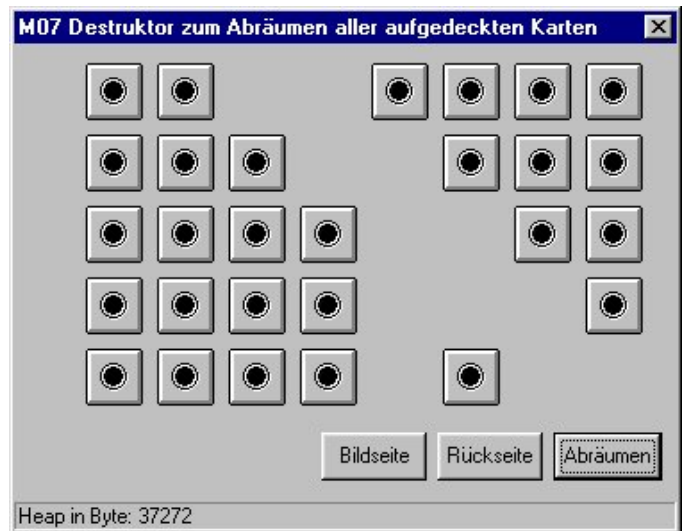 M07 Destruktor zum Abräumen aller aufgedeckten Karten
Bildseite Rückseite Abräumen
Heap in Byte: 37272